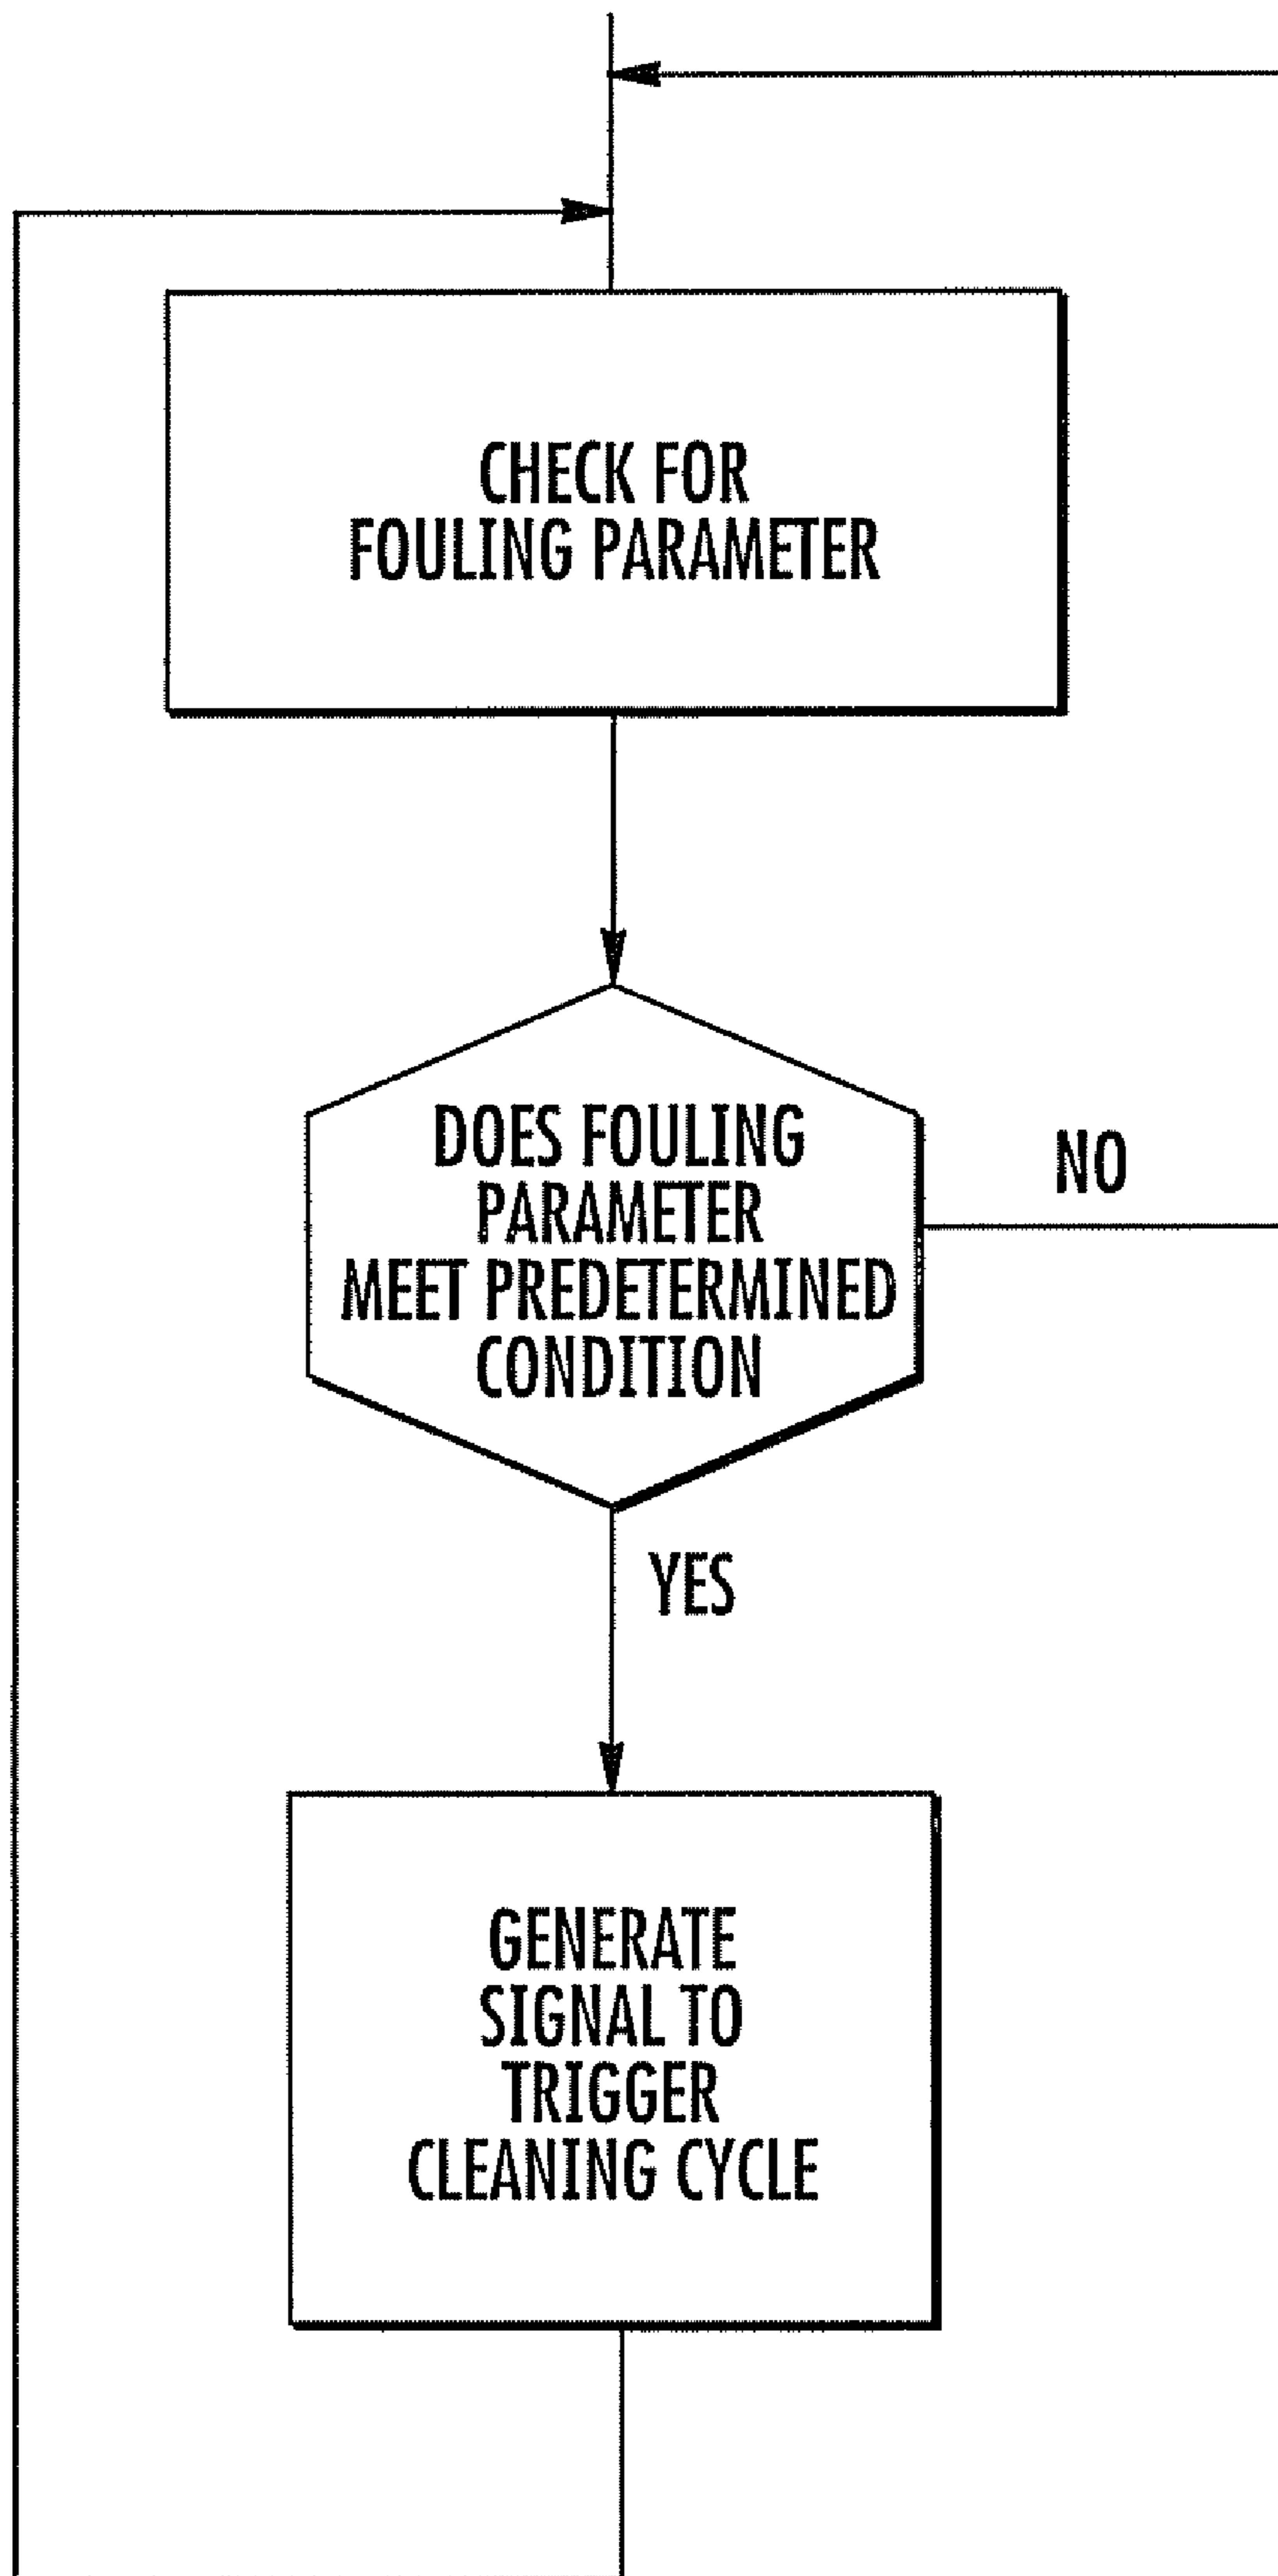 CHECK FOR
FOULING PARAMETER
DOES FOULING
PARAMETER
MEET PREDETERMINED
CONDITION
NO
YES
GENERATE
SIGNAL TO
TRIGGER
CLEANING CYCLE